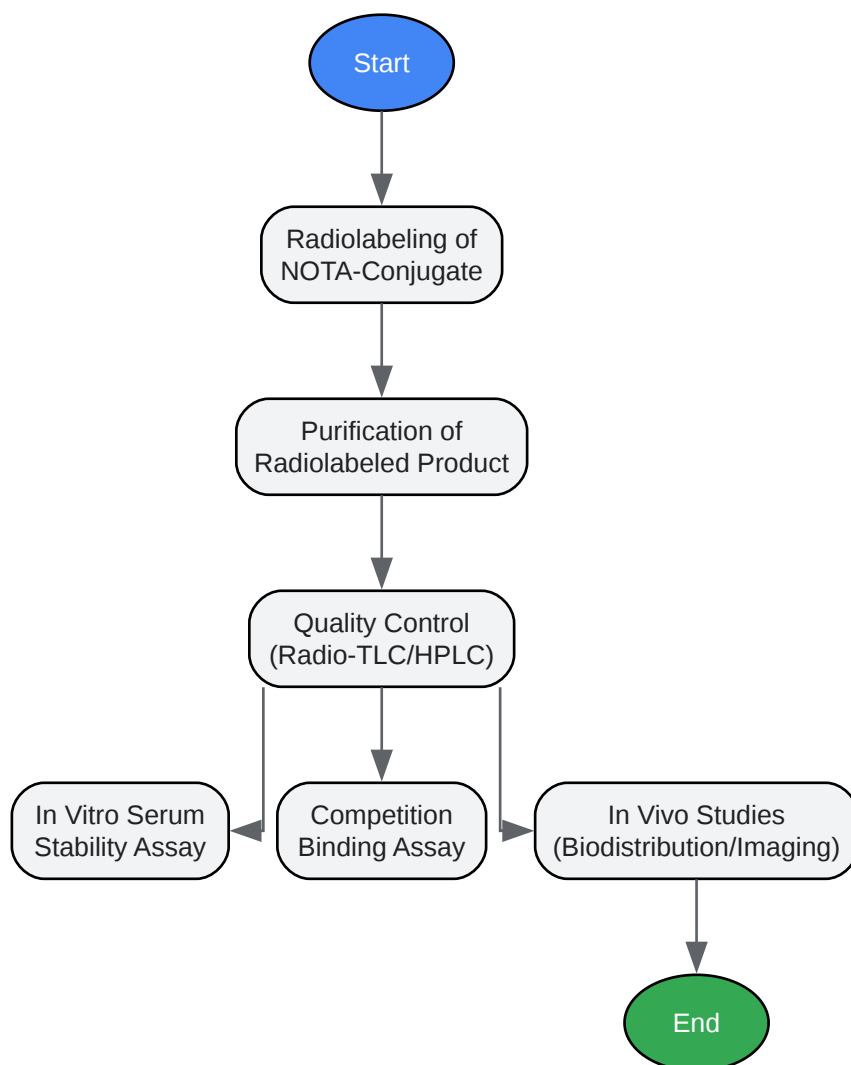 Start
Radiolabeling of
NOTA-Conjugate
Purification of
Radiolabeled Product
Quality Control
(Radio-TLC/HPLC)
In Vitro Serum
Stability Assay
Competition
Binding Assay
In Vivo Studies
(Biodistribution/Imaging)
End